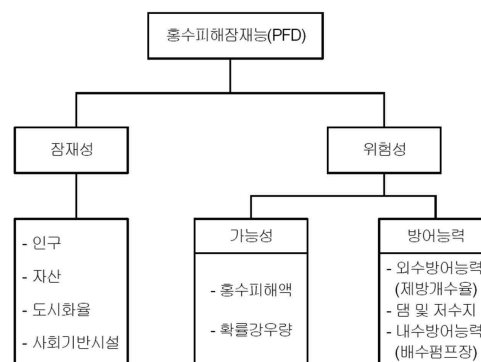 홍수피해잠재능(PFD)
잠재성
위험성
- 인구
- 자산
- 도시화율
- 사회기반시설
가능성
- 홍수피해액
- 확률강우량
방어능력
- 외수방어능력
(제방개수율)
- 댐 및 저수지
- 내수방어능력
(배수펌프장)